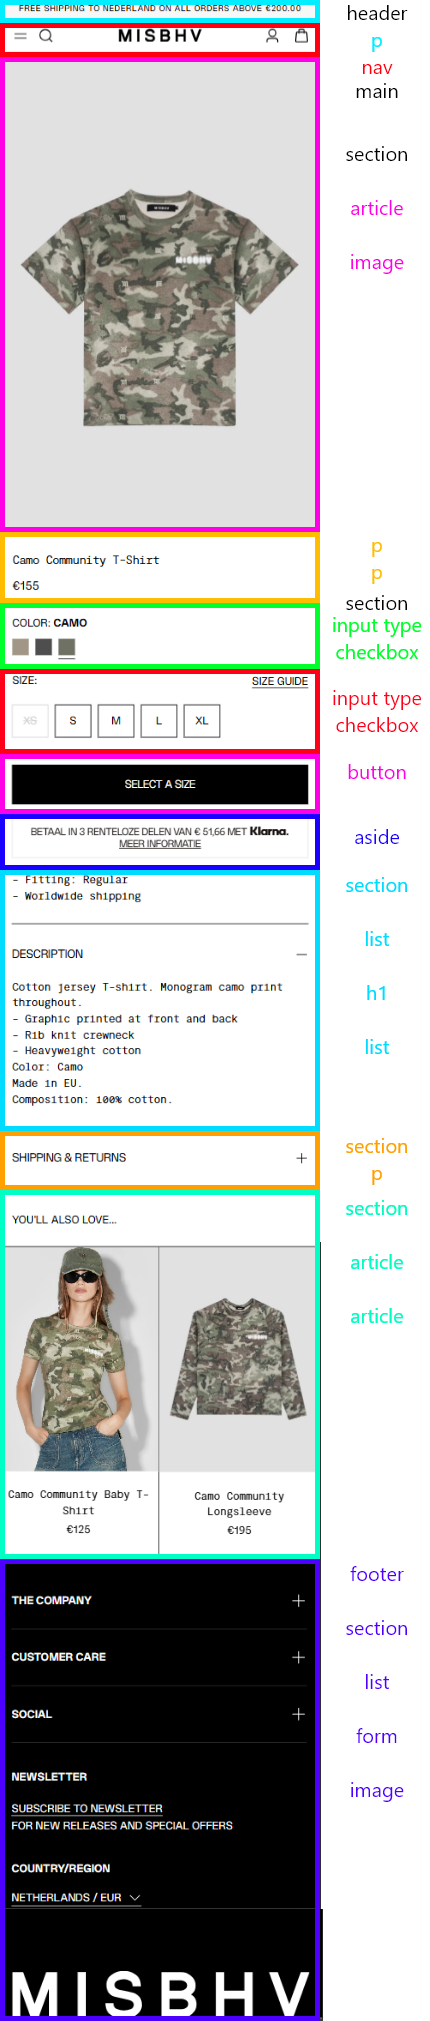 FREE SHIPPING TO NEDERLAND ON ALL ORDERS ABOVE €200.00
header
p
MISBHV
nav
main
section
article
image
MISBHV
MISBHV
p
Camo Community T-Shirt
p
€155
section
COLOR: CAMO
input type
checkbox
SIZE:
SIZE GUIDE
input type
checkbox
XS
S
M
L
XL
button
SELECT A SIZE
BETAAL IN 3 RENTELOZE DELEN VAN € 51,66 MET Klarna.
MEER INFORMATIE
aside
- Fitting: Regular
- Worldwide shipping
section
list
DESCRIPTION
h1
Cotton jersey T-shirt. Monogram camo print
throughout.
- Graphic printed at front and back
- Rib knit crewneck
- Heavyweight cotton
Color: Camo
Made in EU.
Composition: 100% cotton.
list
SHIPPING & RETURNS
section
p
YOU'LL ALSO LOVE...
section
article
article
Camo Community Baby T-
Shirt
€125
Camo Community
Longsleeve
€195
footer
THE COMPANY
section
CUSTOMER CARE
list
SOCIAL
form
NEWSLETTER
image
SUBSCRIBE TO NEWSLETTER
FOR NEW RELEASES AND SPECIAL OFFERS
COUNTRY/REGION
NETHERLANDS / EUR
MISBHV